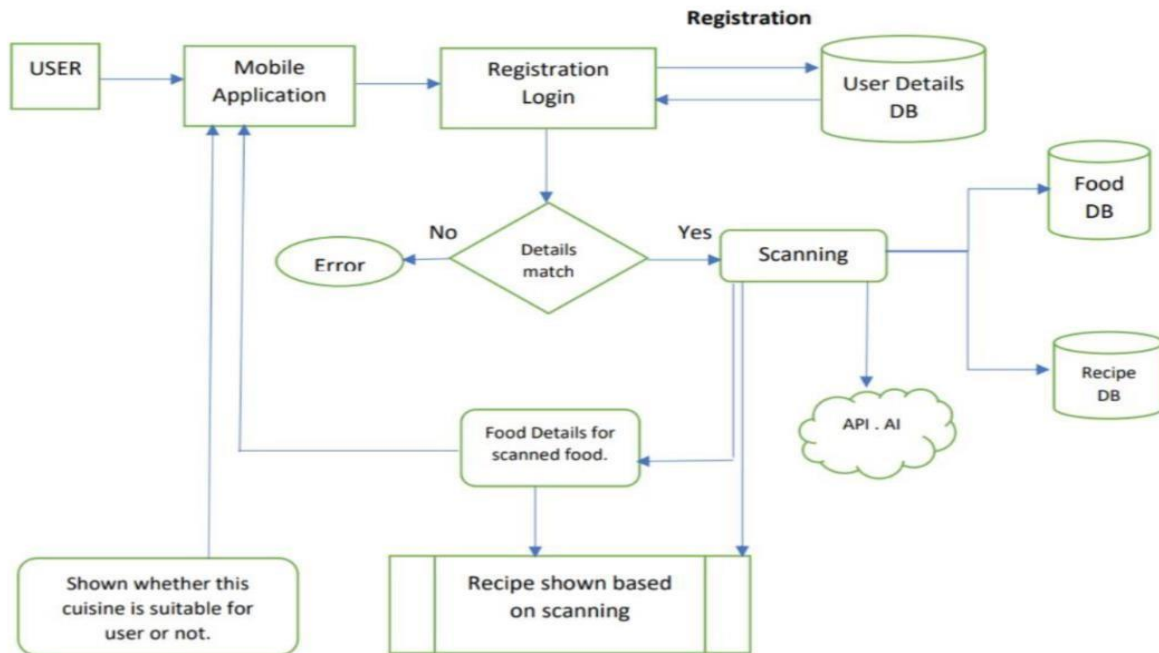 Registration
USER
Mobile
Application
Registration
Login
User Details
DB
Food
DB
No
Details
match
Yes
Scanning
Error
Recipe
DB
API . AI
Food Details for
scanned food.
Shown whether this
cuisine is suitable for
user or not.
Recipe shown based
on scanning